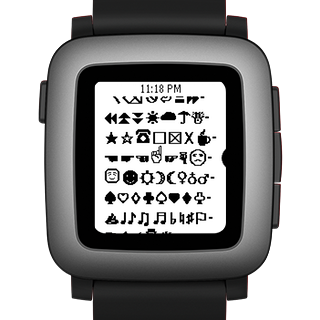 11:18 PM
⏪⏫⏬☀☁☂☃-
★☆☎☐☒X☕-
☺☻☼☽☾♀♁♂-
♠♡♢♣♤♥♦♧-
♨♩♪♫♬♭♮♯⚐-